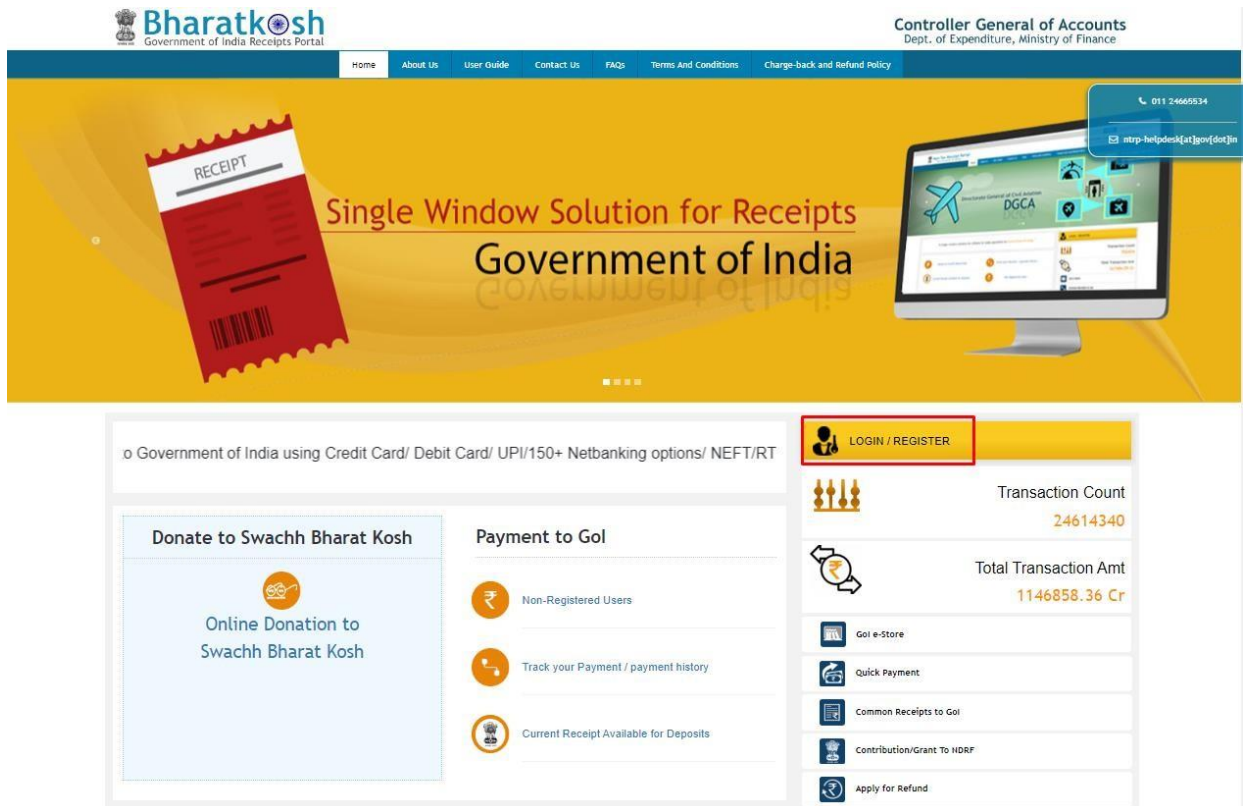 Bharatkosh
Government of India Receipts Portal
Controller General of Accounts
Dept. of Expenditure, Ministry of Finance
Home About Us User Guide Contact Us FAQs Terms And Conditions Charge-back and Refund Policy
011 24665534
ntrp-helpdesk[at]gov[dot]in
RECEIPT
Single Window Solution for Receipts
Government of India
Directorate General of Civil Aviation
DGCA
o Government of India using Credit Card/ Debit Card/ UPI/150+ Netbanking options/ NEFT/RT
LOGIN / REGISTER
Transaction Count
24614340
Total Transaction Amt
1146858.36 Cr
Donate to Swachh Bharat Kosh
Online Donation to
Swachh Bharat Kosh
Payment to GoI
Non-Registered Users
Track your Payment / payment history
Current Receipt Available for Deposits
GoI e-Store
Quick Payment
Common Receipts to GoI
Contribution/Grant To NDRF
Apply for Refund